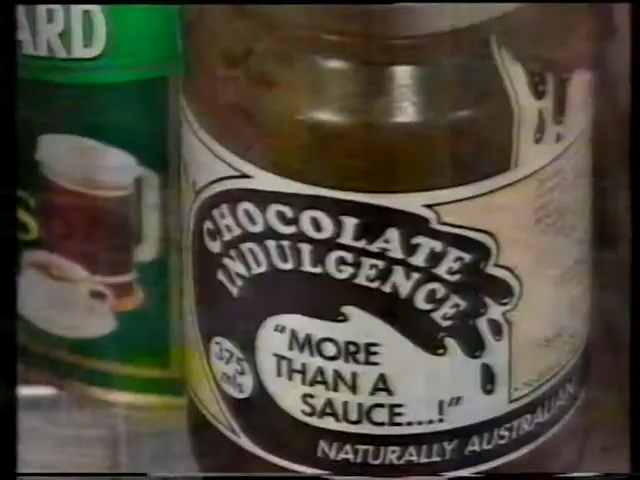 ARD
S
CHOCOLATE
INDULGENCE
375
mls
"MORE
THAN A
SAUCE...!"
NATURALLY AUSTRALIAN